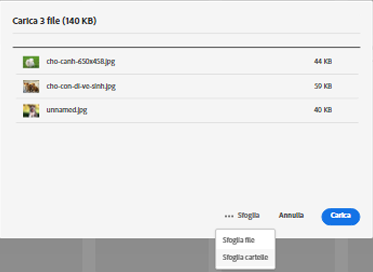 Carica 3 file (140 KB)
cho-canh-650x458.jpg 44 KB
cho-con-di-ve-sinh.jpg 59 KB
unnamed.jpg 40 KB
••• Sfoglia Annulla Carica
Sfoglia file
Sfoglia cartelle